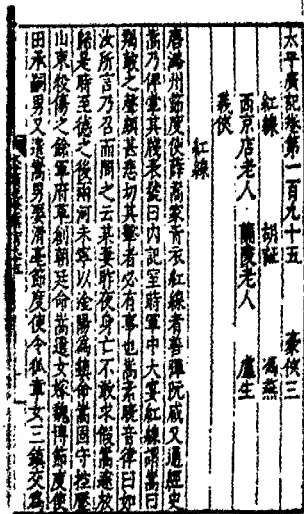 太平廣記卷第一百九十五　豪俠三
紅線　胡証　馮燕
西京店老人　蘭陵老人　盧生
義俠
紅線
唐潞州節度使薛嵩家青衣紅線者善彈阮咸又通經史
嵩乃俾掌其牋表號曰內記室時軍中大宴紅線謂嵩曰
羯鼓之聲頗甚悲切其擊者必有事也嵩素曉音律曰如
汝所言乃召而問之云某妻昨夜身亡不敢求假嵩遽放
歸是時至德之後兩河未寧以淦陽為鎮命嵩固守控壓
山東殺傷之餘軍府草創朝廷命嵩遣女嫁魏博節度使
田承嗣男又遣嵩男娶滑亳節度使令狐章女三鎮交為